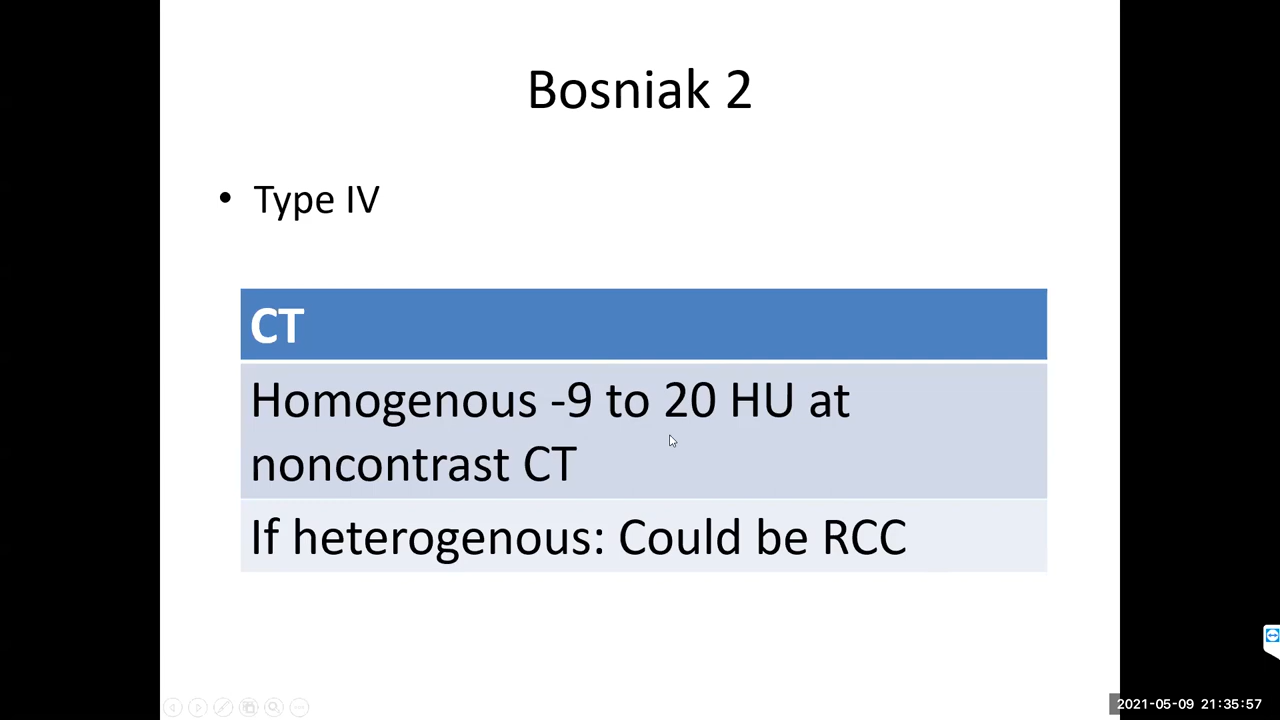 Bosniak 2
• Type IV
CT
Homogenous -9 to 20 HU at
noncontrast CT
If heterogenous: Could be RCC
2021-05-09 21:35:57